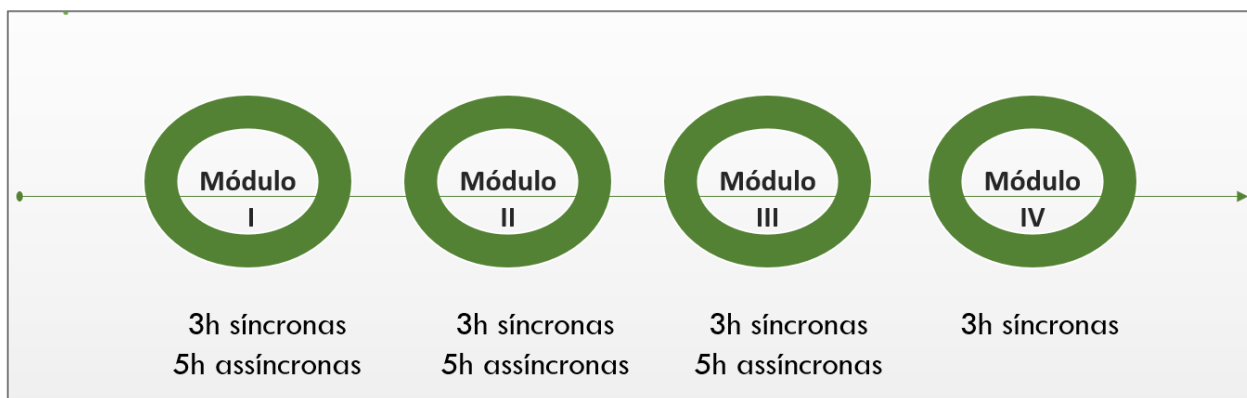 Módulo
I
Módulo
II
Módulo
III
Módulo
IV
3h síncronas
5h assíncronas
3h síncronas
5h assíncronas
3h síncronas
5h assíncronas
3h síncronas